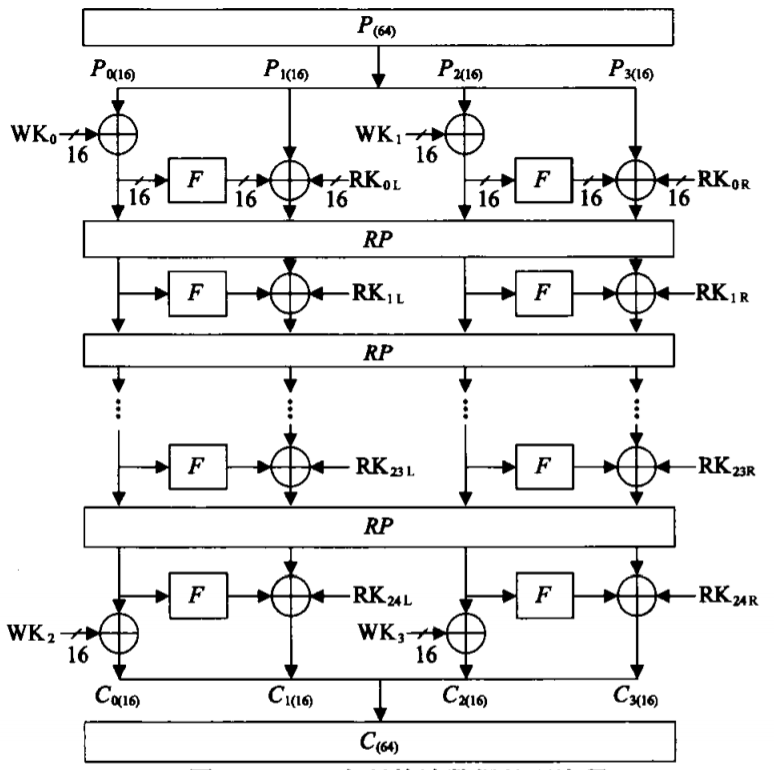 P(64)
P0(16) P1(16) P2(16) P3(16)
WK0 16 WK1 16
F RK0L F RK0R
16 16 16 16 16 16
RP
F RK1L F RK1R
RP
⋮ ⋮ ⋮ ⋮
F RK23L F RK23R
RP
F RK24L F RK24R
WK2 16 WK3 16
C0(16) C1(16) C2(16) C3(16)
C(64)